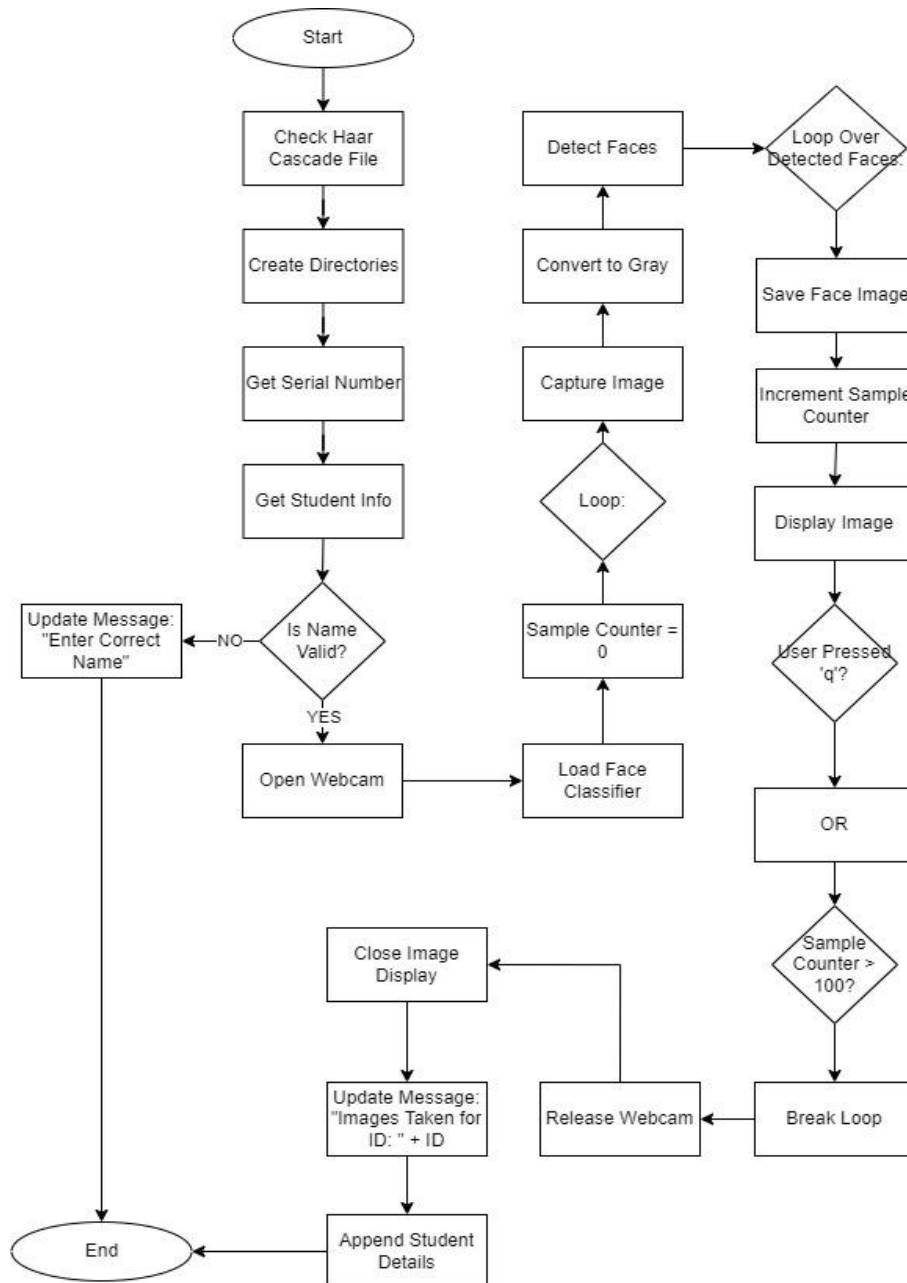 Start
Check Haar
Cascade File
Create Directories
Get Serial Number
Get Student Info
Is Name
Valid?
NO
Update Message:
"Enter Correct
Name"
YES
Open Webcam
Load Face
Classifier
Sample Counter =
0
Loop:
Capture Image
Convert to Gray
Detect Faces
Loop Over
Detected Faces:
Save Face Image
Increment Sample
Counter
Display Image
User Pressed
'q'?
OR
Sample
Counter >
100?
Break Loop
Release Webcam
Close Image
Display
Update Message:
"Images Taken for
ID: " + ID
Append Student
Details
End